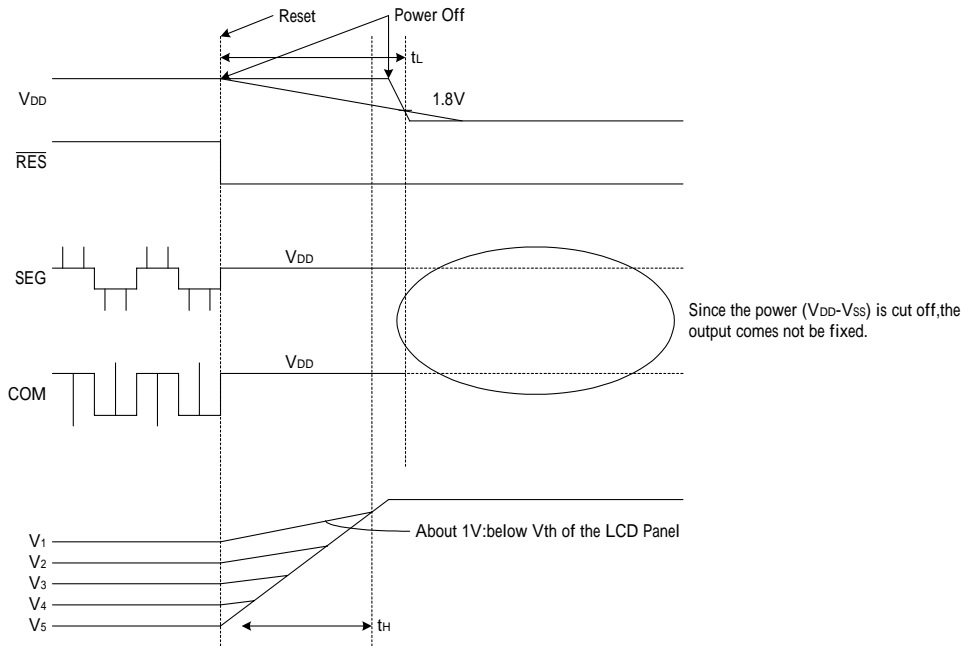 Reset
Power Off
tL
VDD
1.8V
RES
VDD
SEG
Since the power (VDD-VSS) is cut off,the
output comes not be fixed.
VDD
COM
About 1V:below Vth of the LCD Panel
V1
V2
V3
V4
V5
tH